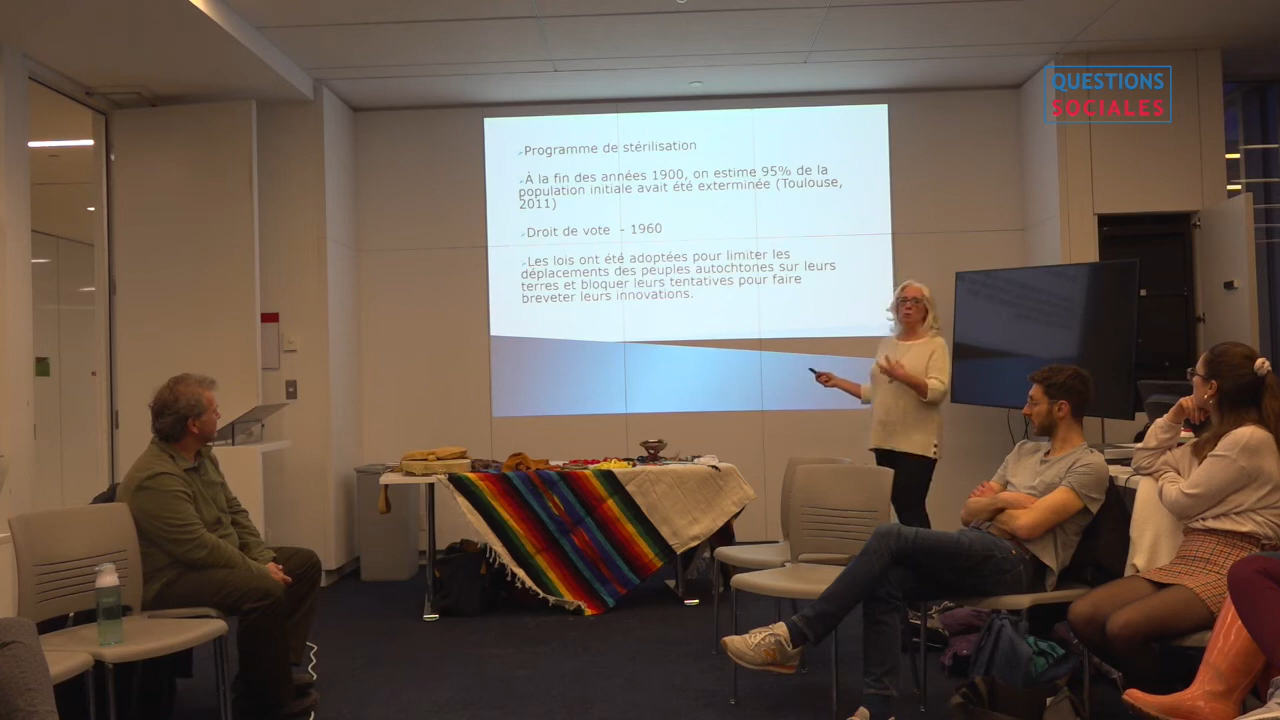 QUESTIONS
SOCIALES
Programme de stérilisation
À la fin des années 1900, on estime 95% de la
population initiale avait été exterminée (Toulouse,
2011)
Droit de vote - 1960
Les lois ont été adoptées pour limiter les
déplacements des peuples autochtones sur leurs
terres et bloquer leurs tentatives pour faire
breveter leurs innovations.